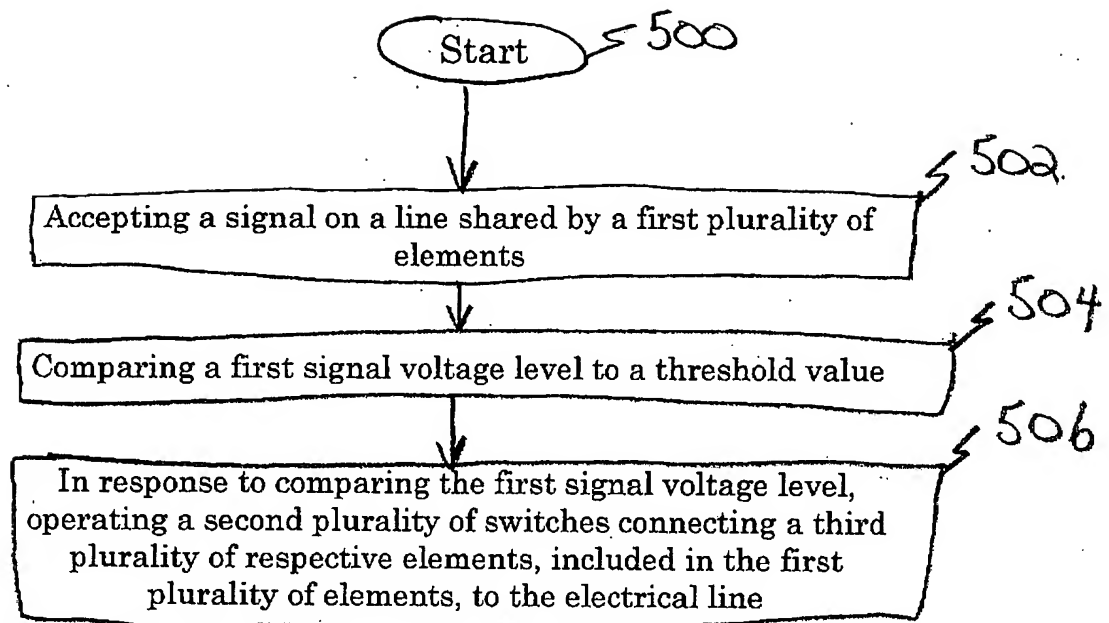 Start 500
502
Accepting a signal on a line shared by a first plurality of
elements
504
Comparing a first signal voltage level to a threshold value
506
In response to comparing the first signal voltage level,
operating a second plurality of switches connecting a third
plurality of respective elements, included in the first
plurality of elements, to the electrical line